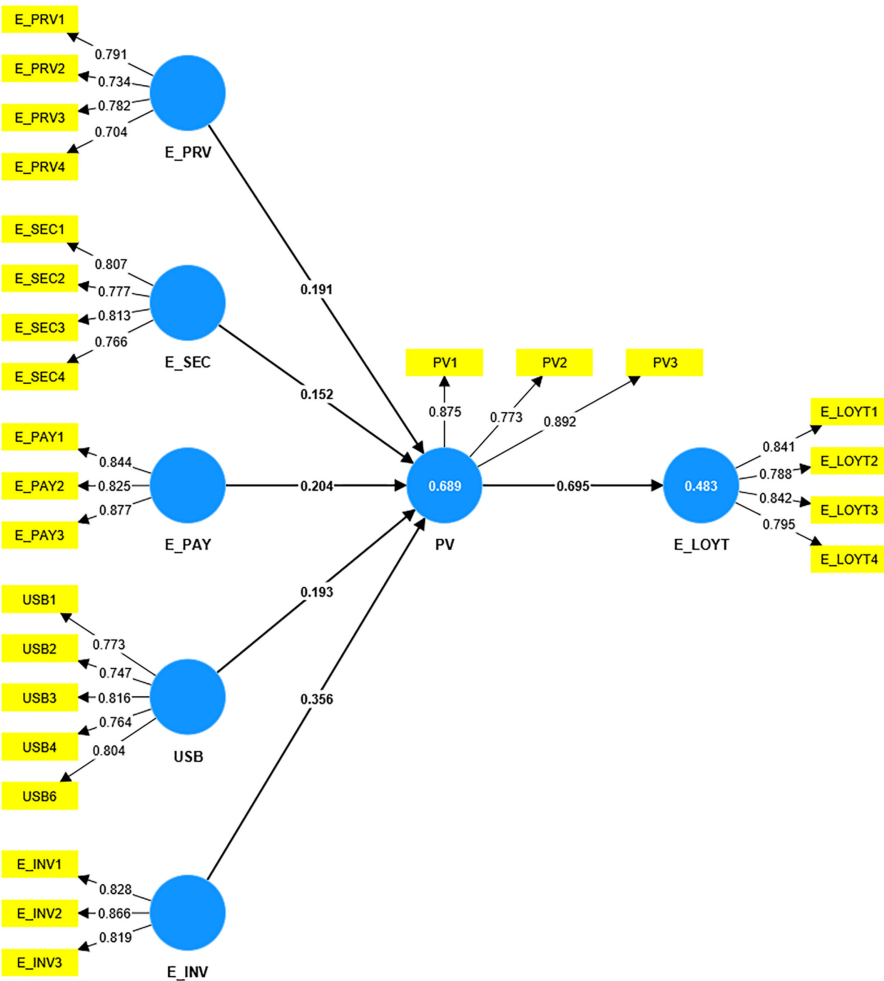 E_PRV1
0.791
E_PRV2
0.734
E_PRV3
0.782
0.704
E_PRV4
E_PRV
E_SEC1
0.807
E_SEC2
0.777
E_SEC3
0.813
0.766
E_SEC4
E_SEC
E_PAY1
0.844
E_PAY2
0.825
0.877
E_PAY3
E_PAY
USB1
0.773
USB2
0.747
USB3
0.816
0.764
USB4
0.804
USB6
USB
E_INV1
0.828
E_INV2
0.866
0.819
E_INV3
E_INV
0.191
0.152
0.204
0.193
0.356
PV1
PV2
PV3
0.875
0.773
0.892
0.689
PV
0.695
0.483
E_LOYT
E_LOYT1
0.841
E_LOYT2
0.788
0.842
E_LOYT3
0.795
E_LOYT4